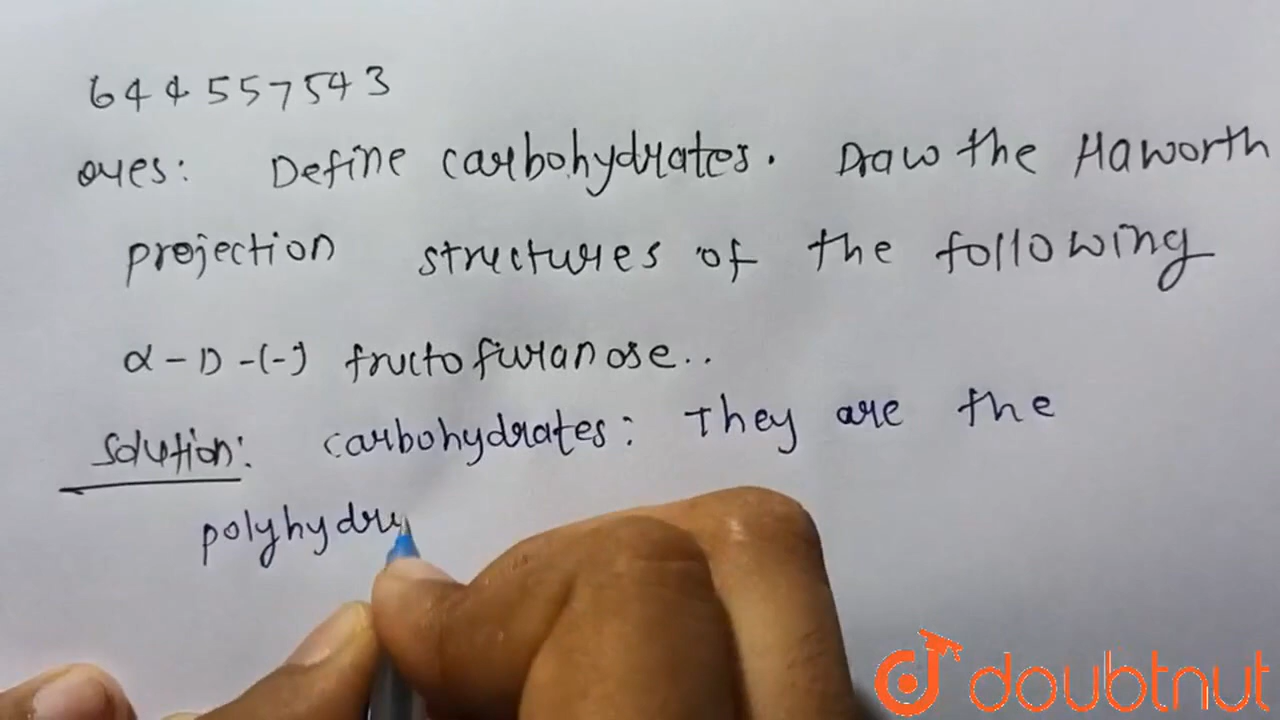 644557543
ques: Define carbohydrates. Draw the Haworth
projection structures of the following
α-D-(-) fructofuranose..
Solution: carbohydrates: They are the
polyhydr
doubtnut